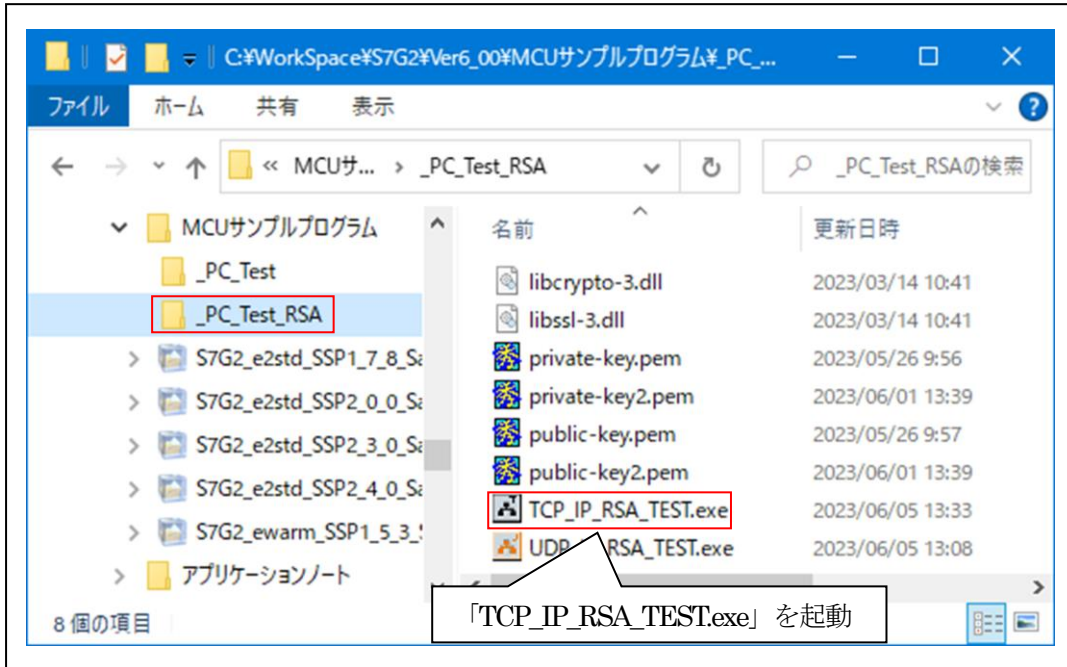 C:¥WorkSpace¥S7G2¥Ver6_00¥MCUサンプルプログラム¥_PC_...
ファイル ホーム 共有 表示
« MCUサ... › _PC_Test_RSA
_PC_Test_RSAの検索
MCUサンプルプログラム
_PC_Test
_PC_Test_RSA
S7G2_e2std_SSP1_7_8_Sa
S7G2_e2std_SSP2_0_0_Sa
S7G2_e2std_SSP2_3_0_Sa
S7G2_e2std_SSP2_4_0_Sa
S7G2_ewarm_SSP1_5_3_
アプリケーションノート
名前 更新日時
libcrypto-3.dll 2023/03/14 10:41
libssl-3.dll 2023/03/14 10:41
private-key.pem 2023/05/26 9:56
private-key2.pem 2023/06/01 13:39
public-key.pem 2023/05/26 9:57
public-key2.pem 2023/06/01 13:39
TCP_IP_RSA_TEST.exe 2023/06/05 13:33
UDP RSA_TEST.exe 2023/06/05 13:08
「TCP_IP_RSA_TEST.exe」を起動
8 個の項目